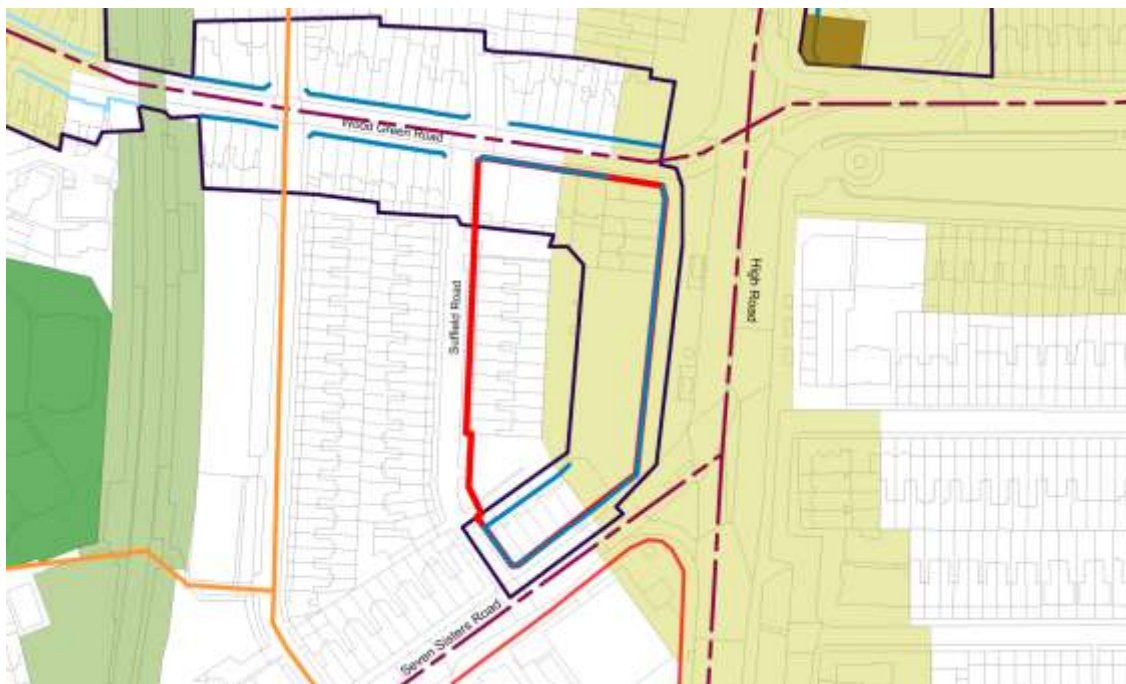 Wood Green Road
High Road
Suffield Road
Seven Sisters Road